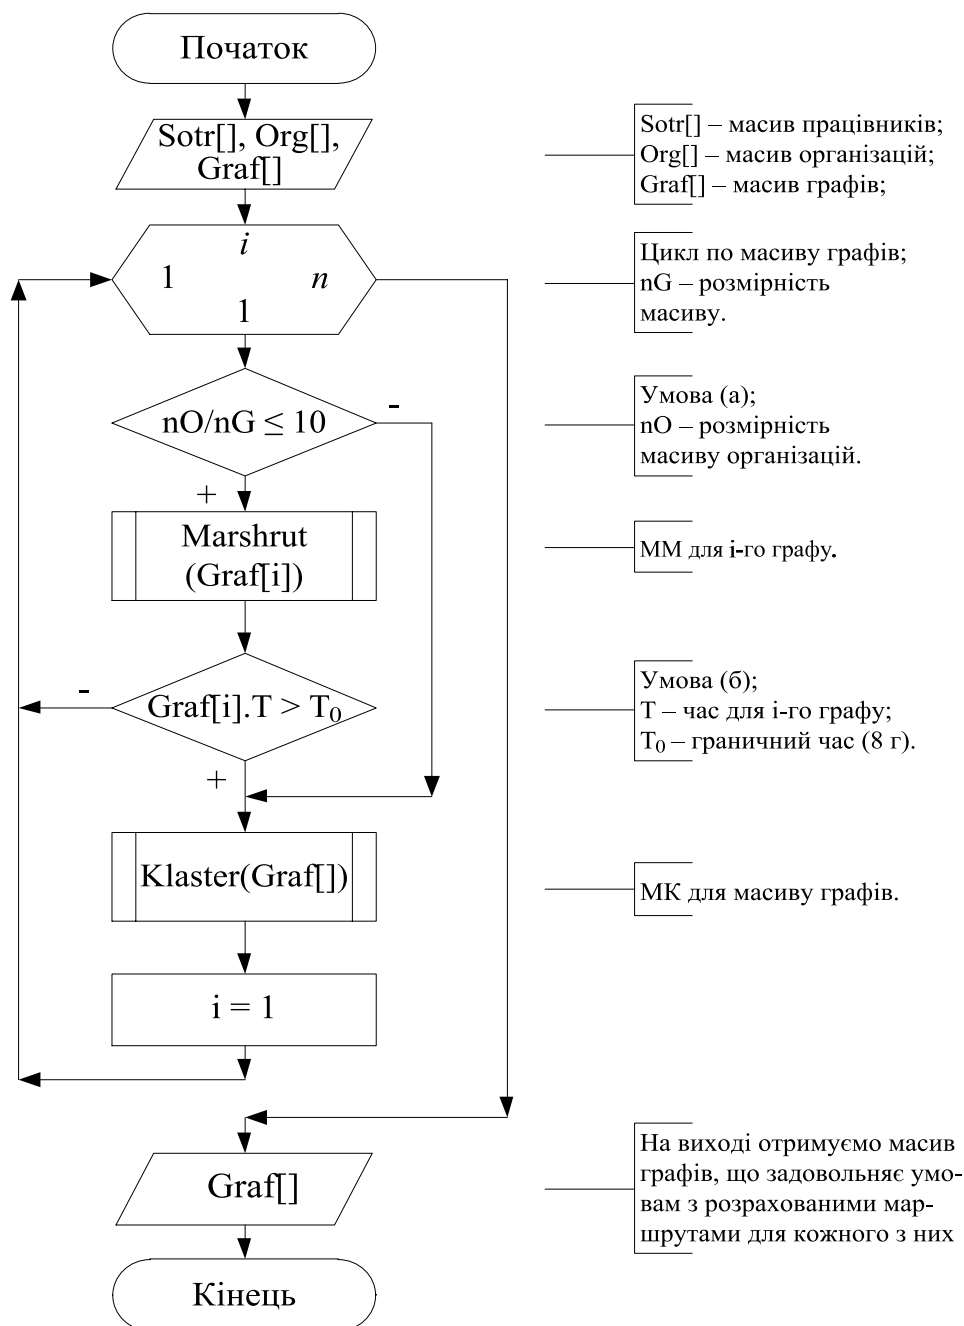 Початок
Sotr[], Org[],
Graf[]
Sotr[] – масив працівників;
Org[] – масив організацій;
Graf[] – масив графів;
i
1 n
1
Цикл по масиву графів;
nG – розмірність
масиву.
nO/nG ≤ 10
-
+
Умова (а);
nO – розмірність
масиву організацій.
Marshrut
(Graf[i])
ММ для і-го графу.
Graf[i].T > T₀
-
+
Умова (б);
T – час для і-го графу;
T₀ – граничний час (8 г).
Klaster(Graf[])
МК для масиву графів.
i = 1
Graf[]
На виході отримуємо масив
графів, що задовольняє умо-
вам з розрахованими мар-
шрутами для кожного з них
Кінець